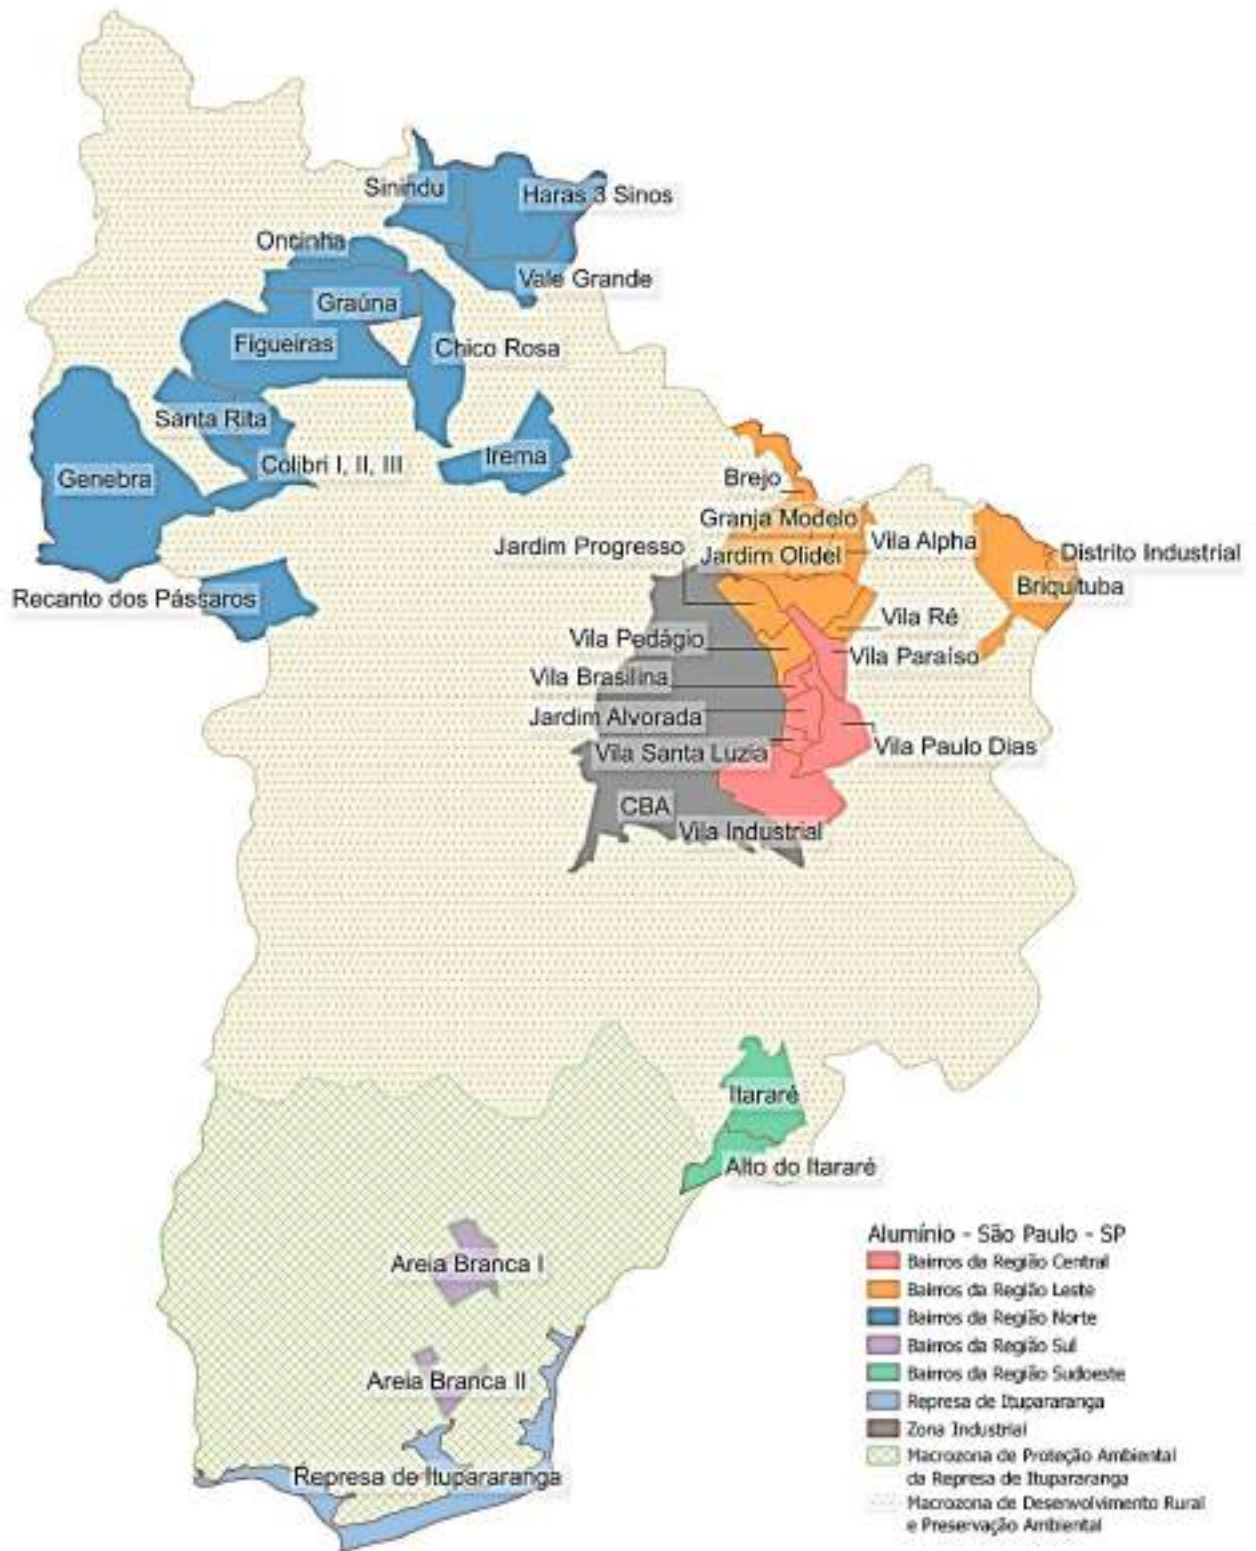 Sinindu
Haras 3 Sinos
Oncinha
Vale Grande
Graúna
Figueiras
Chico Rosa
Santa Rita
Irema
Colibri I, II, III
Genebra
Brejo
Granja Modelo
Jardim Progresso
Jardim Olidel
Vila Alpha
Distrito Industrial
Briquituba
Recanto dos Pássaros
Vila Ré
Vila Pedágio
Vila Paraíso
Vila Brasilina
Jardim Alvorada
Vila Santa Luzia
Vila Paulo Dias
CBA
Vila Industrial
Itararé
Alto do Itararé
Areia Branca I
Areia Branca II
Represa de Itupararanga
Alumínio - São Paulo - SP
Bairros da Região Central
Bairros da Região Leste
Bairros da Região Norte
Bairros da Região Sul
Bairros da Região Sudoeste
Represa de Itupararanga
Zona Industrial
Macrozona de Proteção Ambiental
da Represa de Itupararanga
Macrozona de Desenvolvimento Rural
e Preservação Ambiental